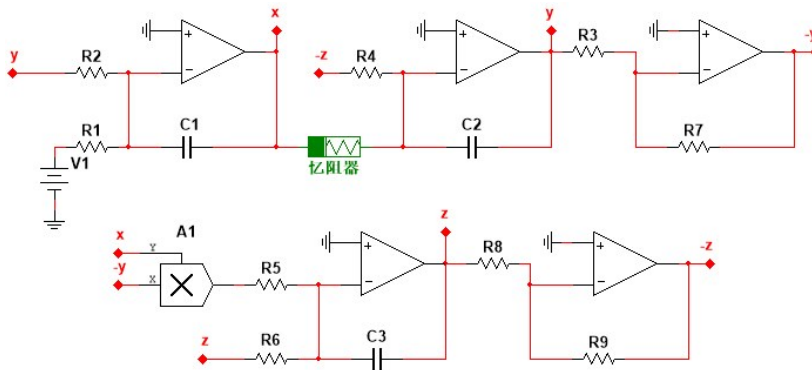 x
y
R2
R1
V1
C1
-z
R4
忆阻器
C2
y
R3
R7
-y
x
-y
A1
Y
X
R5
z
R6
C3
z
R8
R9
-z